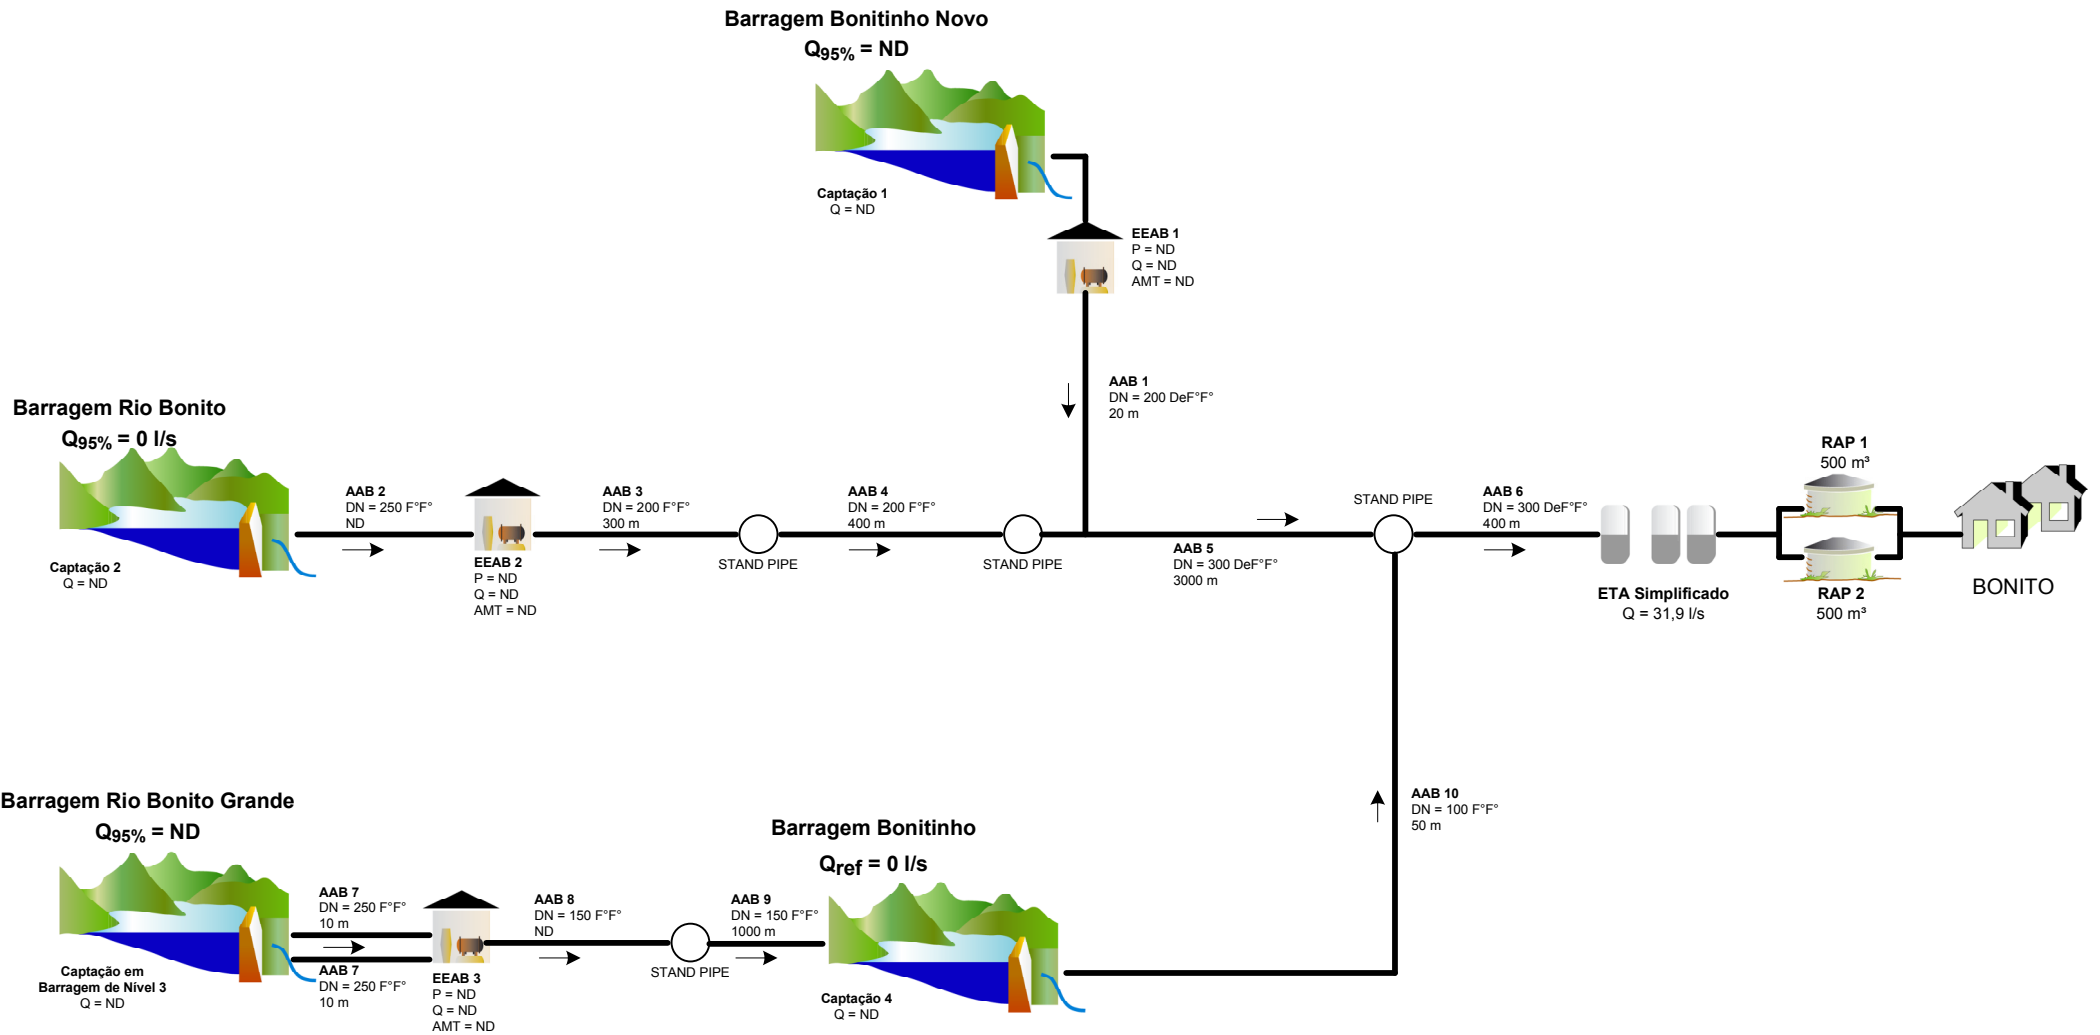 Barragem Bonitinho Novo
Q95% = ND
Captação 1
Q = ND
EEAB 1
P = ND
Q = ND
AMT = ND
AAB 1
DN = 200 DeF°F°
20 m
Barragem Rio Bonito
Q95% = 0 l/s
Captação 2
Q = ND
AAB 2
DN = 250 F°F°
ND
EEAB 2
P = ND
Q = ND
AMT = ND
AAB 3
DN = 200 F°F°
300 m
STAND PIPE
AAB 4
DN = 200 F°F°
400 m
STAND PIPE
AAB 5
DN = 300 DeF°F°
3000 m
STAND PIPE
AAB 6
DN = 300 DeF°F°
400 m
ETA Simplificado
Q = 31,9 l/s
RAP 1
500 m³
RAP 2
500 m³
BONITO
Barragem Rio Bonito Grande
Q95% = ND
Captação em
Barragem de Nível 3
Q = ND
AAB 7
DN = 250 F°F°
10 m
AAB 7
DN = 250 F°F°
10 m
EEAB 3
P = ND
Q = ND
AMT = ND
AAB 8
DN = 150 F°F°
ND
STAND PIPE
AAB 9
DN = 150 F°F°
1000 m
Barragem Bonitinho
Qref = 0 l/s
Captação 4
Q = ND
AAB 10
DN = 100 F°F°
50 m